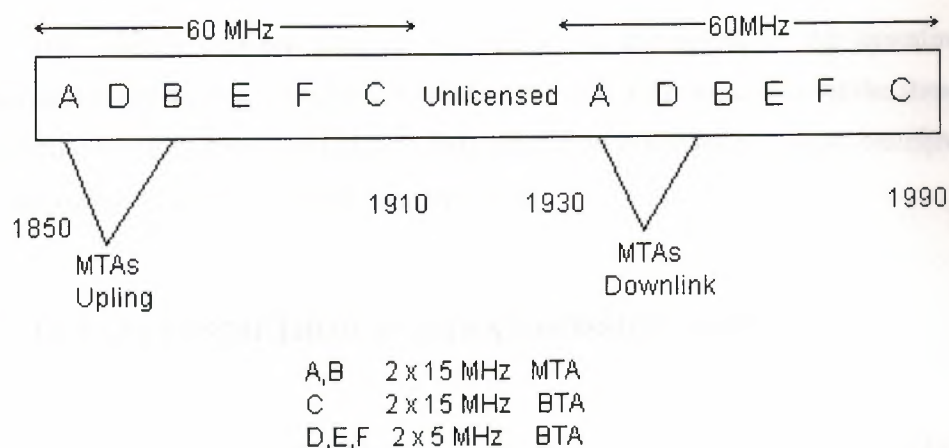 60 MHz 60MHz
A D B E F C Unlicensed A D B E F C
1850 1910 1930 1990
MTAs MTAs
Upling Downlink
A,B 2 x 15 MHz MTA
C 2 x 15 MHz BTA
D,E,F 2 x 5 MHz BTA